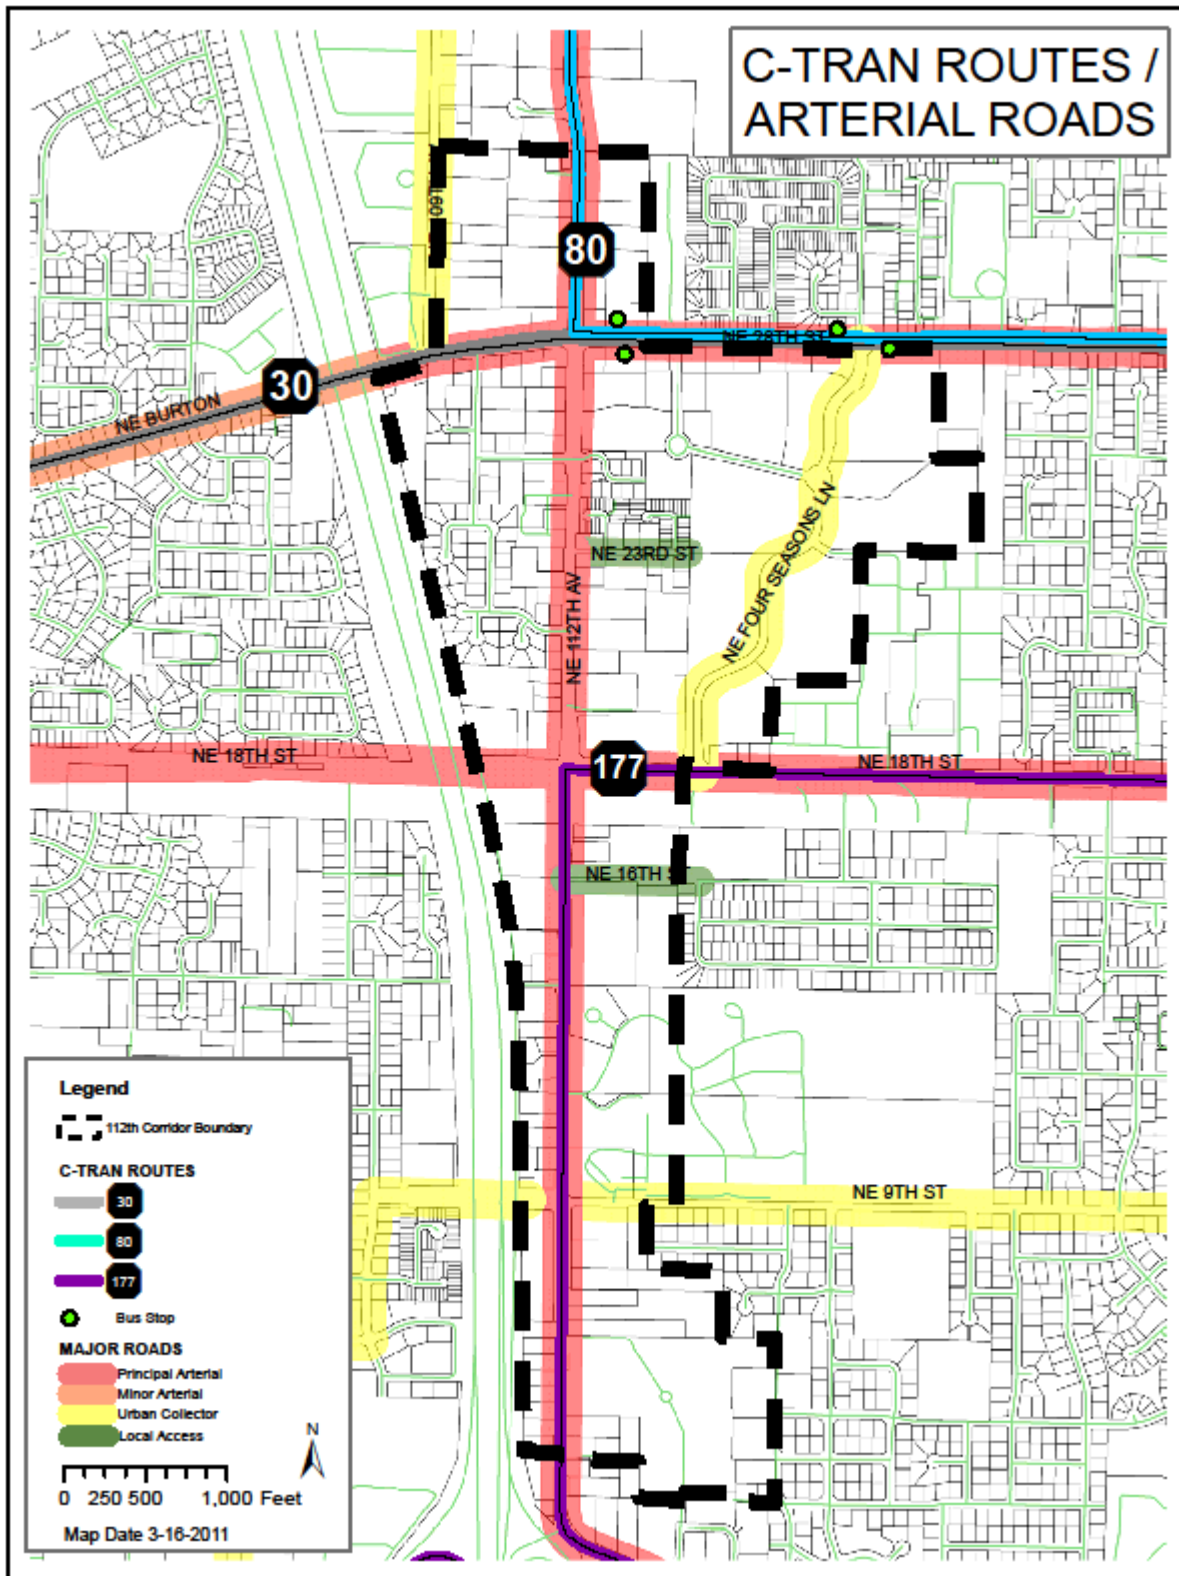 C-TRAN ROUTES /
ARTERIAL ROADS
80
NE 28TH ST
30
NE BURTON
NE 23RD ST
NE FOUR SEASONS LN
NE 112TH AV
NE 18TH ST
177
NE 18TH ST
NE 16TH ST
NE 9TH ST
Legend
112th Corridor Boundary
C-TRAN ROUTES
30
80
177
Bus Stop
MAJOR ROADS
Principal Arterial
Minor Arterial
Urban Collector
Local Access
N
0 250 500 1,000 Feet
Map Date 3-16-2011